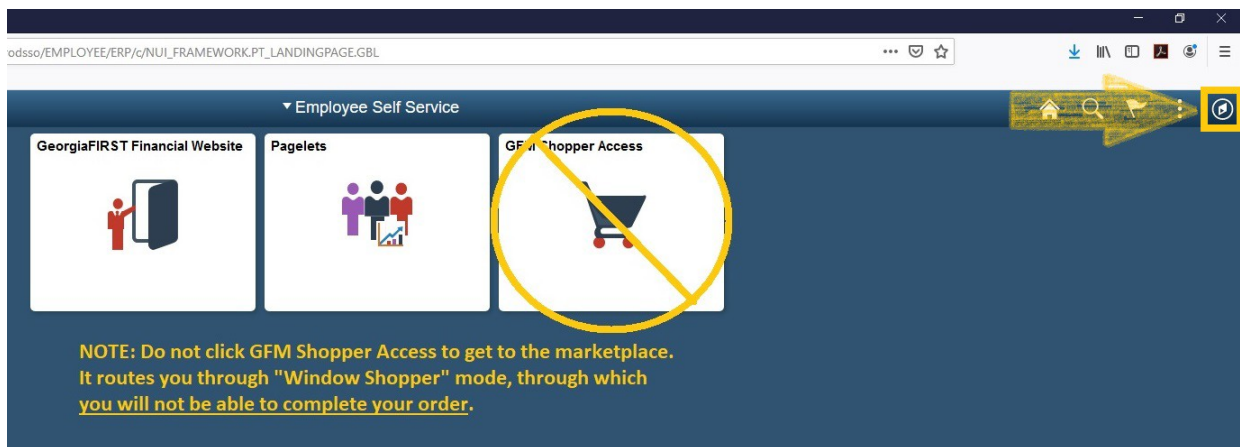 odsso/EMPLOYEE/ERP/c/NUI_FRAMEWORK.PT_LANDINGPAGE.GBL
Employee Self Service
GeorgiaFIRST Financial Website
Pagelets
GFM Shopper Access
NOTE: Do not click GFM Shopper Access to get to the marketplace.
It routes you through "Window Shopper" mode, through which
you will not be able to complete your order.